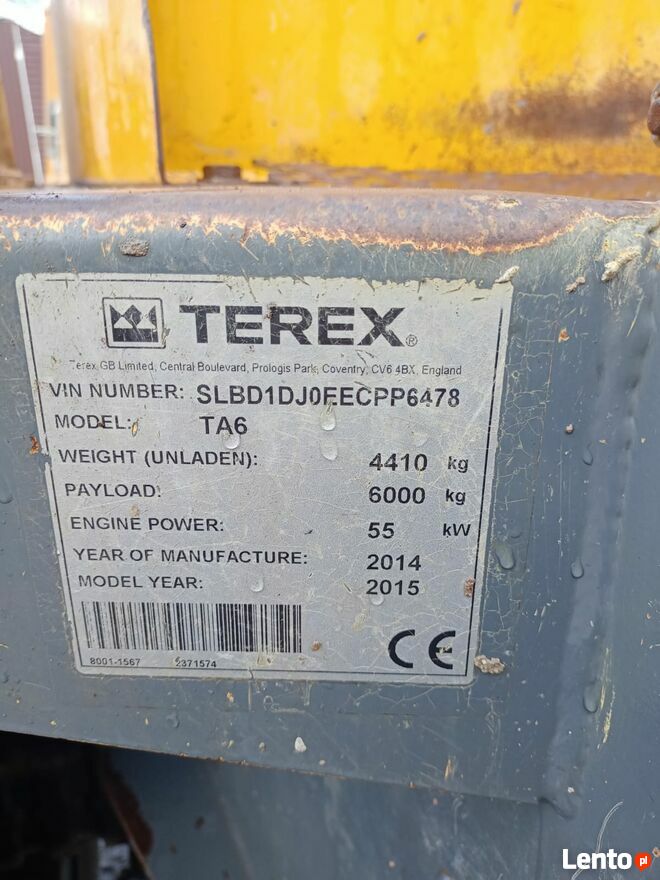 TEREX®
Terex GB Limited, Central Boulevard, Prologis Park, Coventry, CV6 4BX, England
VIN NUMBER: SLBD1DJ0EECPP6478
MODEL: TA6
WEIGHT (UNLADEN): 4410 kg
PAYLOAD: 6000 kg
ENGINE POWER: 55 kW
YEAR OF MANUFACTURE: 2014
MODEL YEAR: 2015
8001-1567 2371574
CE
Lento.pl